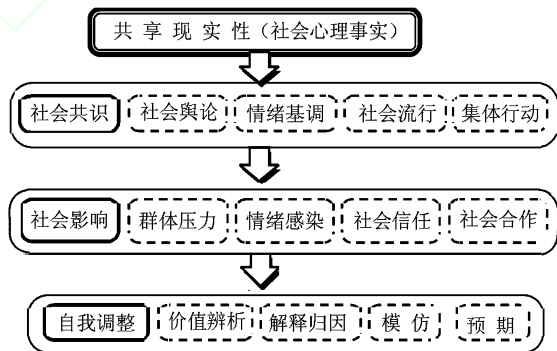 共享现实性（社会心理事实）
社会共识 社会舆论 情绪基调 社会流行 集体行动
社会影响 群体压力 情绪感染 社会信任 社会合作
自我调整 价值辨析 解释归因 模仿 预期